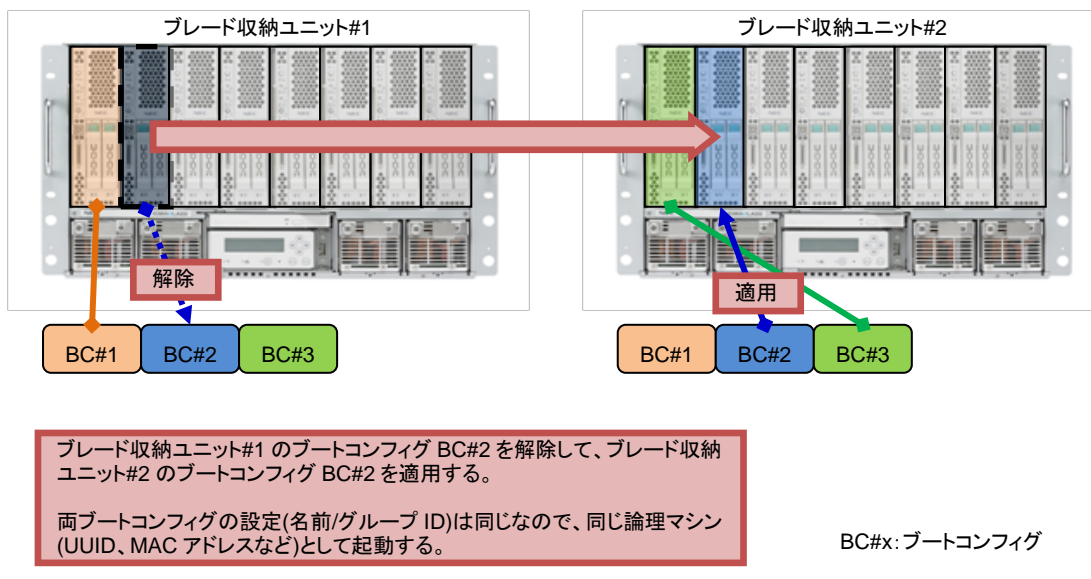 ブレード収納ユニット#1
ブレード収納ユニット#2
解除
適用
BC#1
BC#2
BC#3
BC#1
BC#2
BC#3
ブレード収納ユニット#1 のブートコンフィグ BC#2 を解除して、ブレード収納
ユニット#2 のブートコンフィグ BC#2 を適用する。
両ブートコンフィグの設定(名前/グループ ID)は同じなので、同じ論理マシン
(UUID、MAC アドレスなど)として起動する。
BC#x:ブートコンフィグ